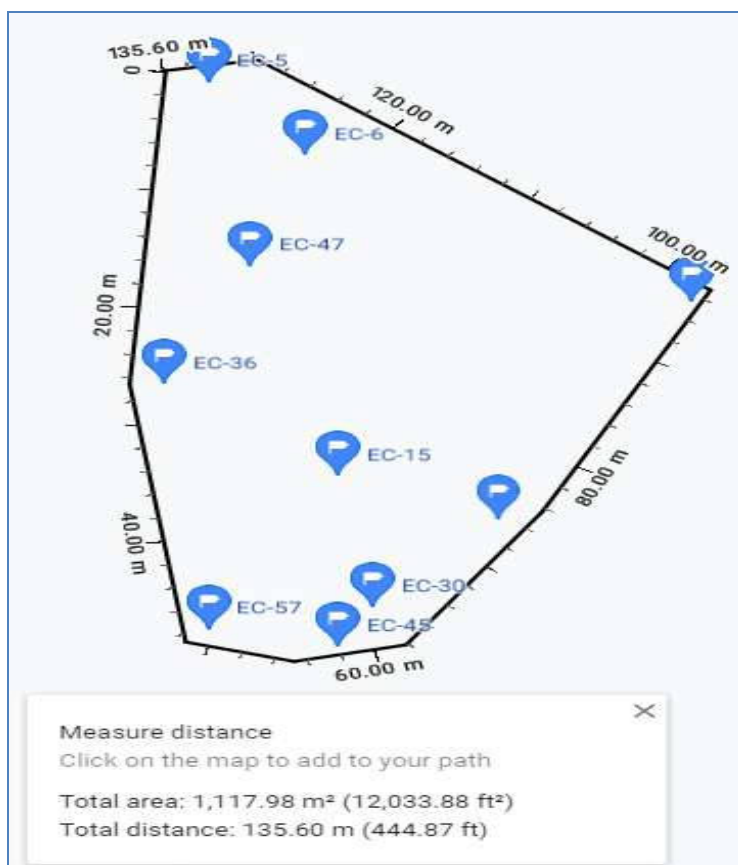 135.60 m
0
EC-5
120.00 m
EC-6
100.00 m
EC-47
20.00 m
EC-36
EC-15
80.00 m
40.00 m
EC-30
EC-57
EC-45
60.00 m
Measure distance
Click on the map to add to your path
Total area: 1,117.98 m² (12,033.88 ft²)
Total distance: 135.60 m (444.87 ft)